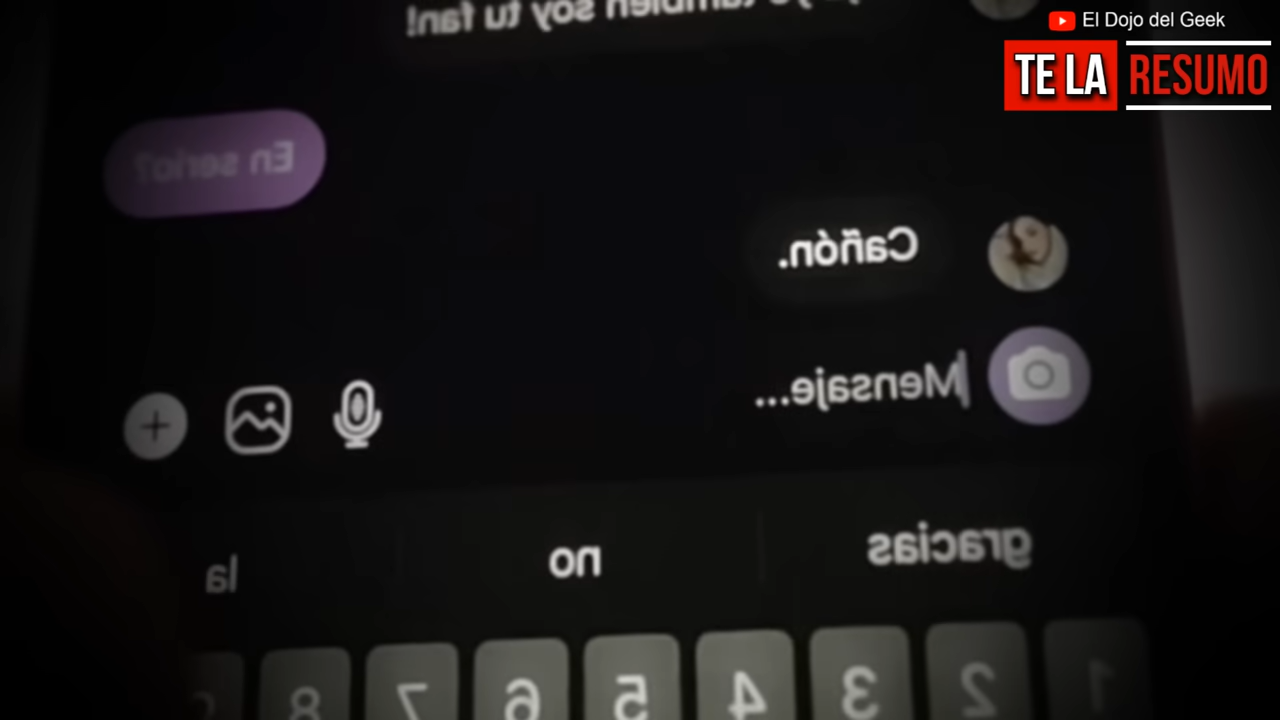 El Dojo del Geek
TE LA RESUMO
también soy tu fan!
En serio?
Cañón.
Mensaje...
gracias
no
la
1 2 3 4 5 6 7 8